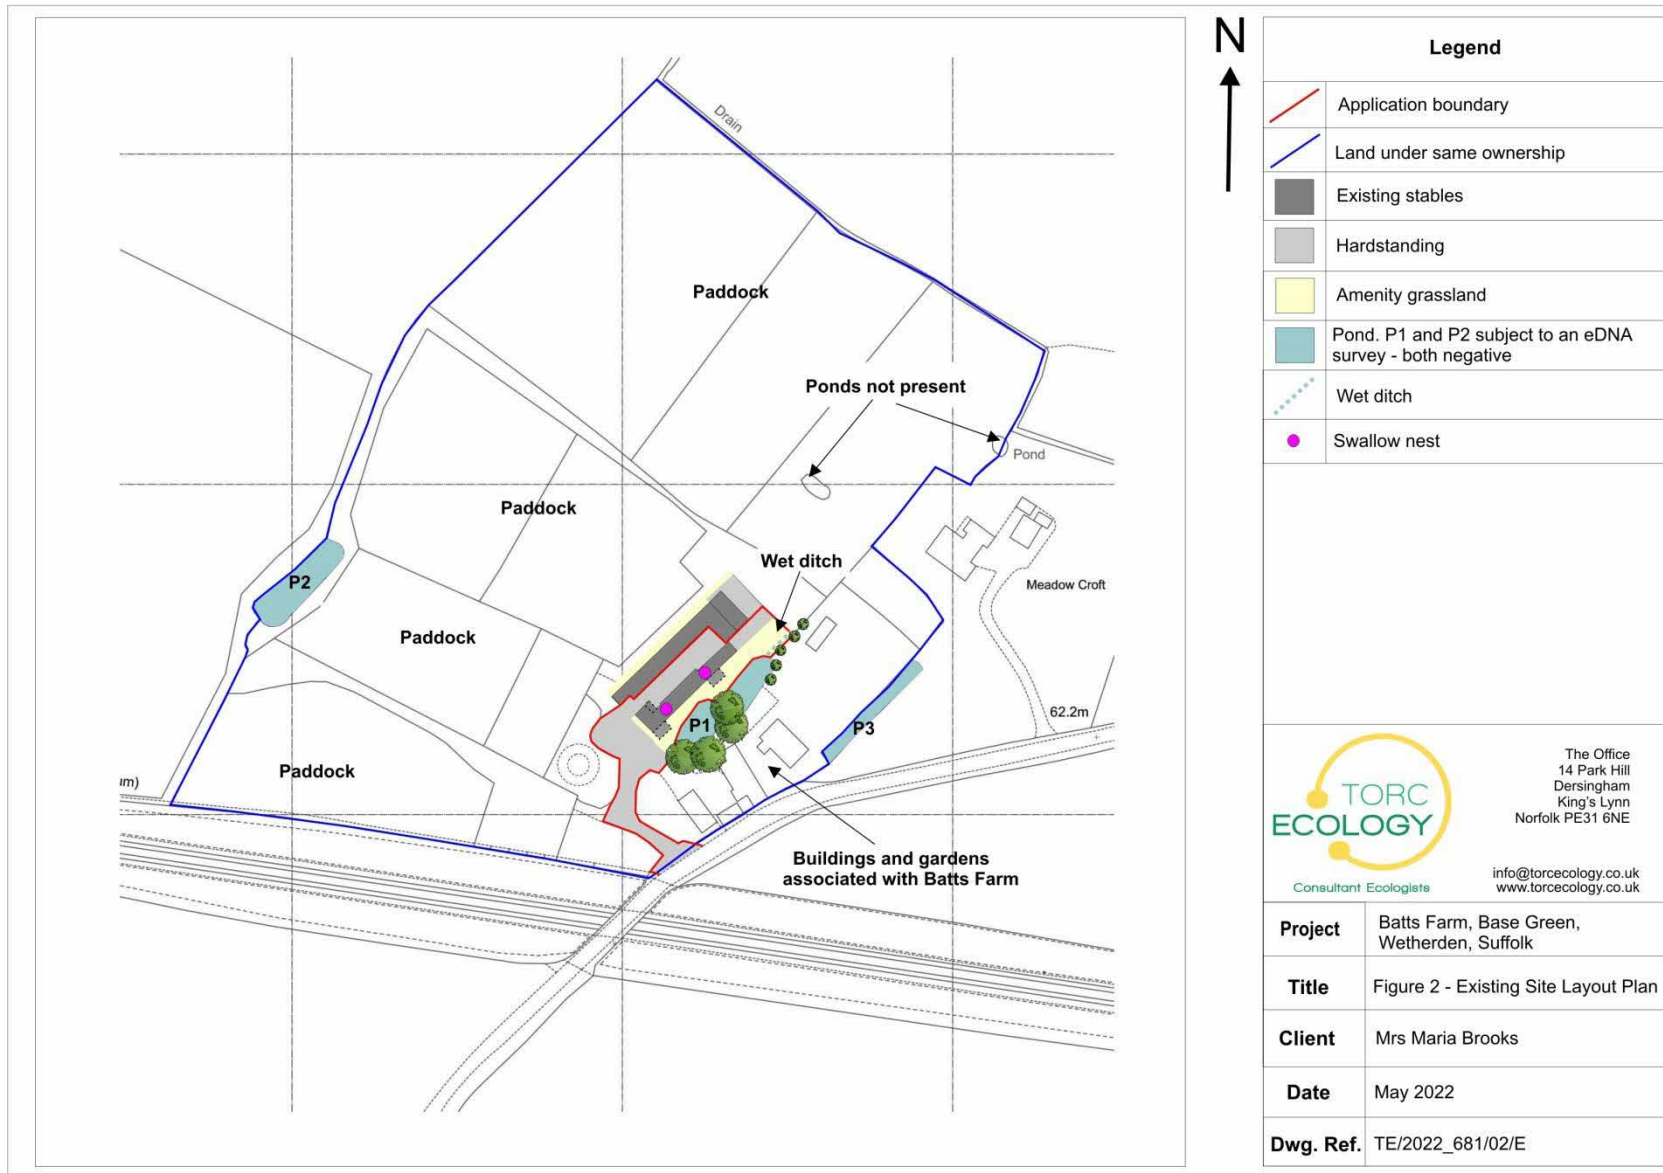 N
Drain
Paddock
Ponds not present
Pond
Paddock
Wet ditch
Meadow Croft
P2
Paddock
62.2m
P1
P3
Paddock
um)
Buildings and gardens
associated with Batts Farm
Legend
Application boundary
Land under same ownership
Existing stables
Hardstanding
Amenity grassland
Pond. P1 and P2 subject to an eDNA
survey - both negative
Wet ditch
Swallow nest
TORC
ECOLOGY
Consultant Ecologists
The Office
14 Park Hill
Dersingham
King's Lynn
Norfolk PE31 6NE
info@torcecology.co.uk
www.torcecology.co.uk
Project
Batts Farm, Base Green,
Wetherden, Suffolk
Title
Figure 2 - Existing Site Layout Plan
Client
Mrs Maria Brooks
Date
May 2022
Dwg. Ref.
TE/2022_681/02/E